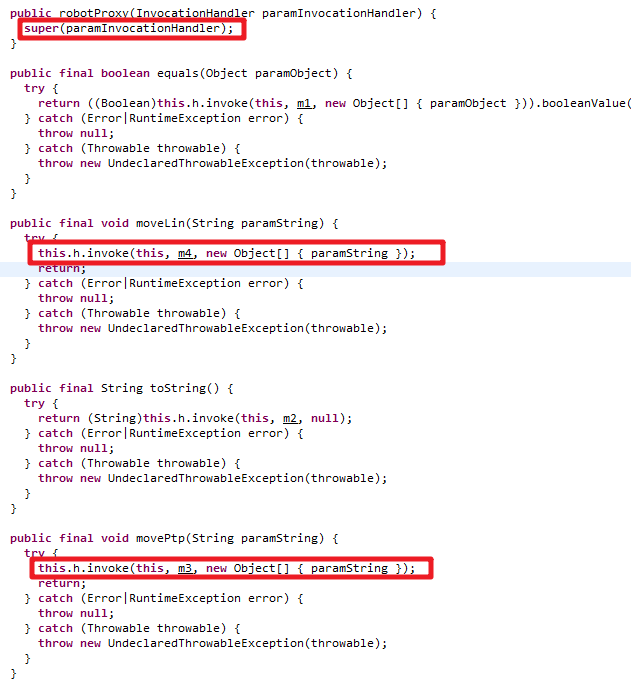 public robotProxy(InvocationHandler paramInvocationHandler) {
super(paramInvocationHandler);
}
public final boolean equals(Object paramObject) {
try {
return ((Boolean)this.h.invoke(this, m1, new Object[] { paramObject })).booleanValue(
} catch (Error|RuntimeException error) {
throw null;
} catch (Throwable throwable) {
throw new UndeclaredThrowableException(throwable);
}
}
public final void moveLin(String paramString) {
try {
this.h.invoke(this, m4, new Object[] { paramString });
return;
} catch (Error|RuntimeException error) {
throw null;
} catch (Throwable throwable) {
throw new UndeclaredThrowableException(throwable);
}
}
public final String toString() {
try {
return (String)this.h.invoke(this, m2, null);
} catch (Error|RuntimeException error) {
throw null;
} catch (Throwable throwable) {
throw new UndeclaredThrowableException(throwable);
}
}
public final void movePtp(String paramString) {
try {
this.h.invoke(this, m3, new Object[] { paramString });
return;
} catch (Error|RuntimeException error) {
throw null;
} catch (Throwable throwable) {
throw new UndeclaredThrowableException(throwable);
}
}